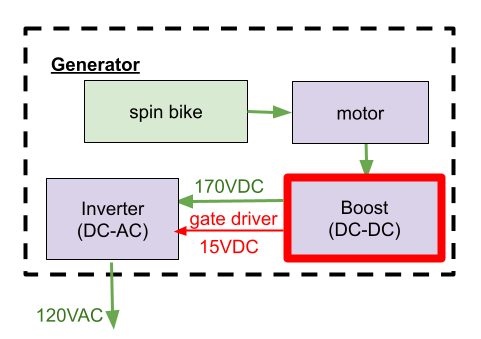 Generator
spin bike
motor
170VDC
Inverter
(DC-AC)
gate driver
15VDC
Boost
(DC-DC)
120VAC